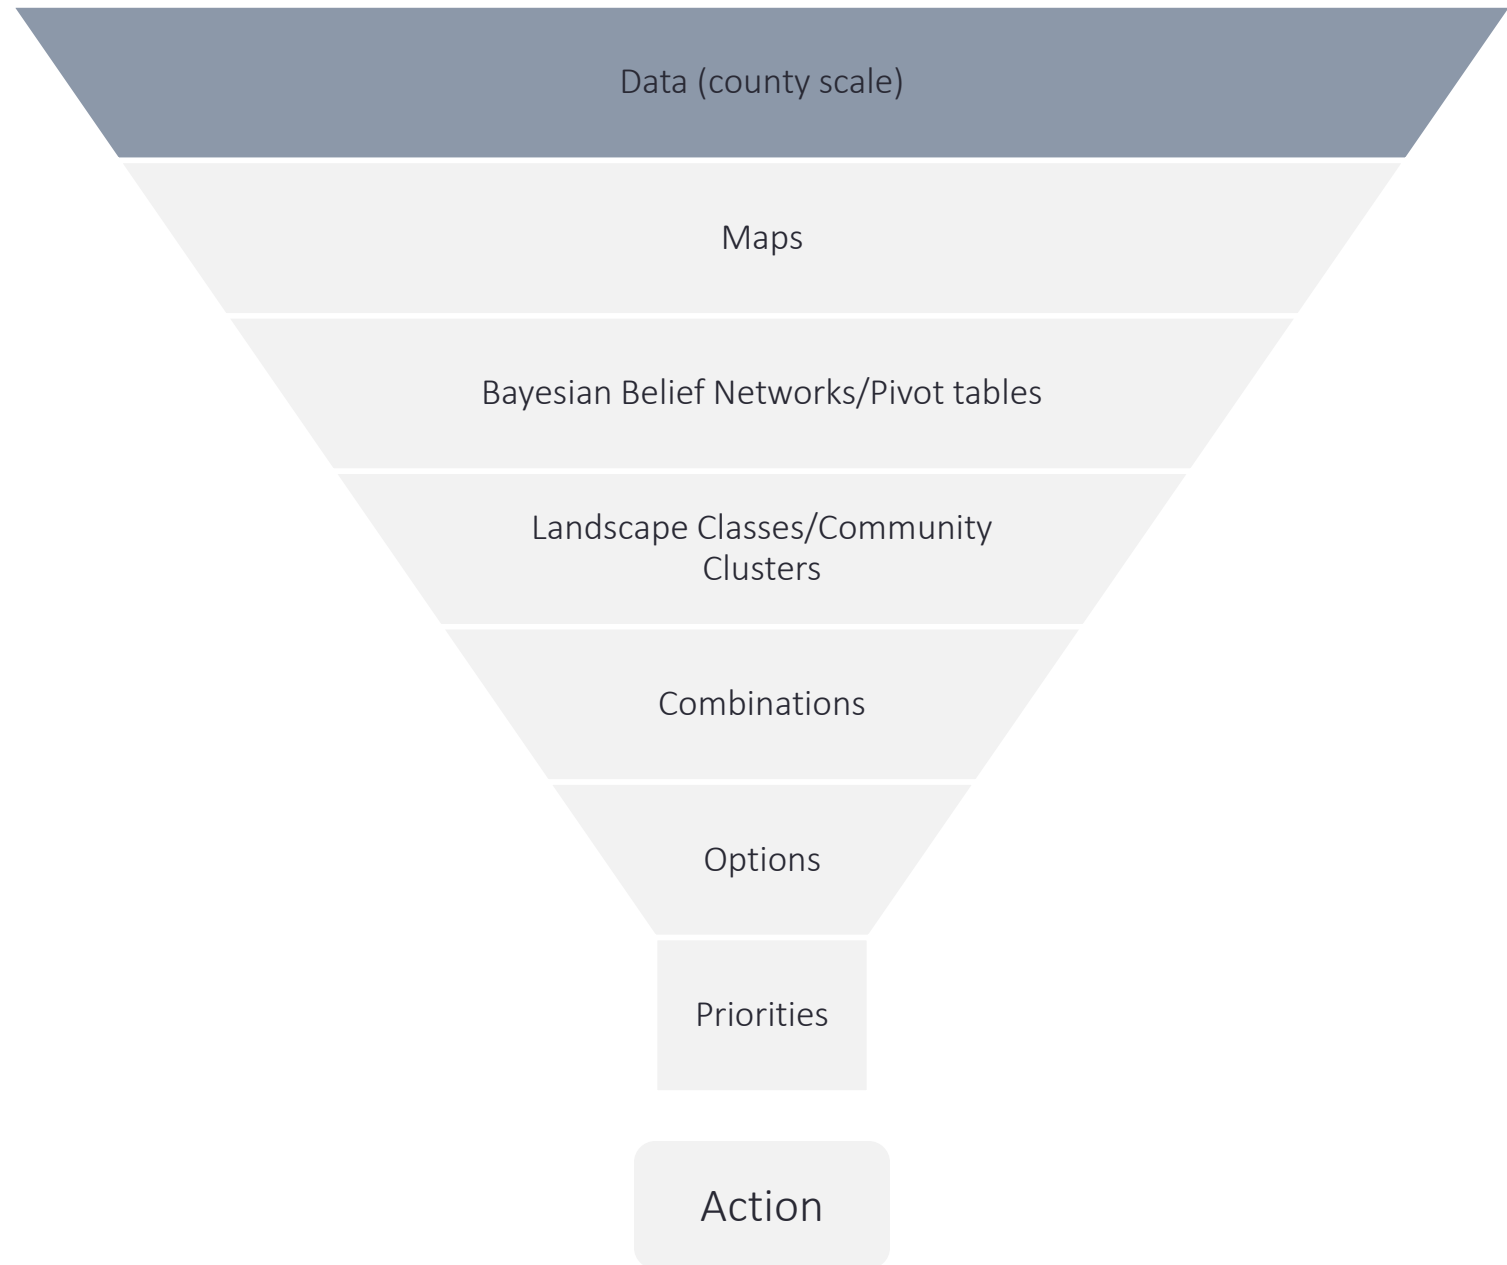 Data (county scale)
Maps
Bayesian Belief Networks/Pivot tables
Landscape Classes/Community
Clusters
Combinations
Options
Priorities
Action